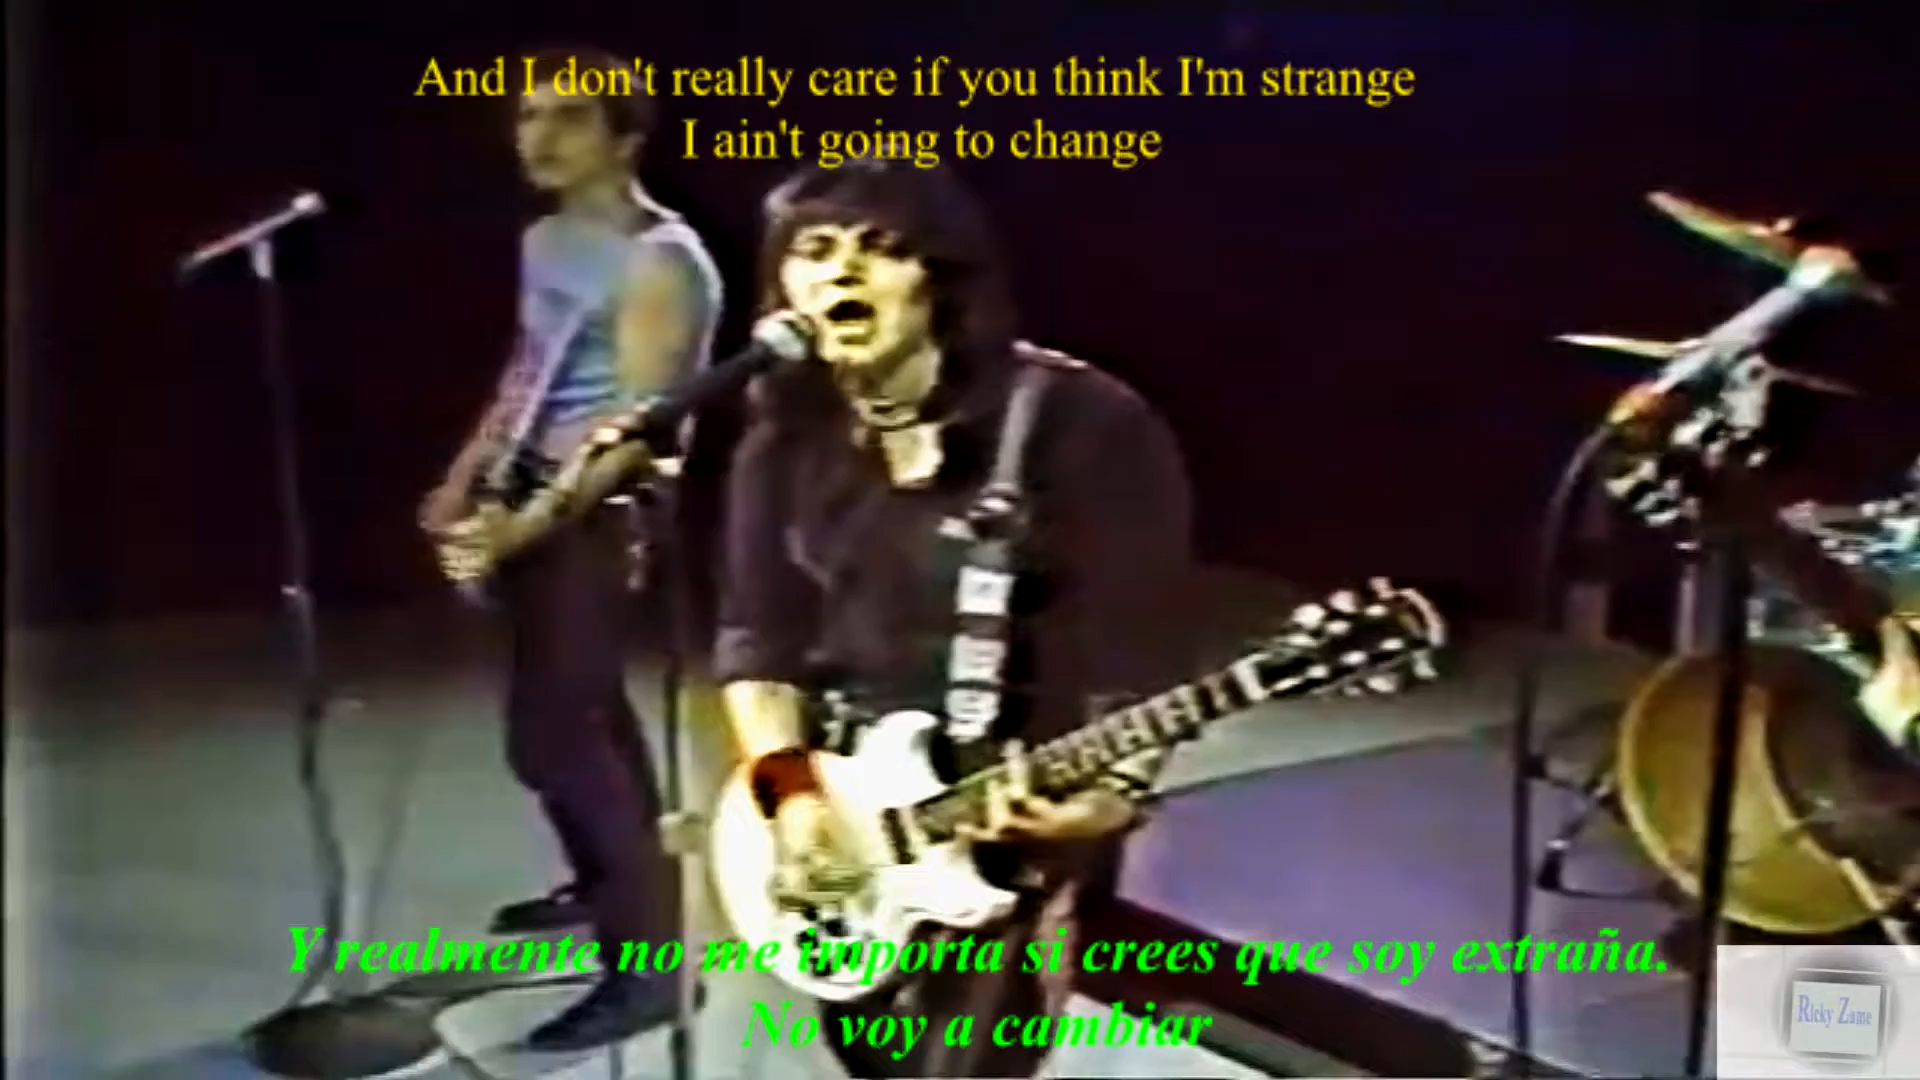 And I don't really care if you think I'm strange
I ain't going to change
Y realmente no me importa si crees que soy extraña.
No voy a cambiar
Ricky Zame